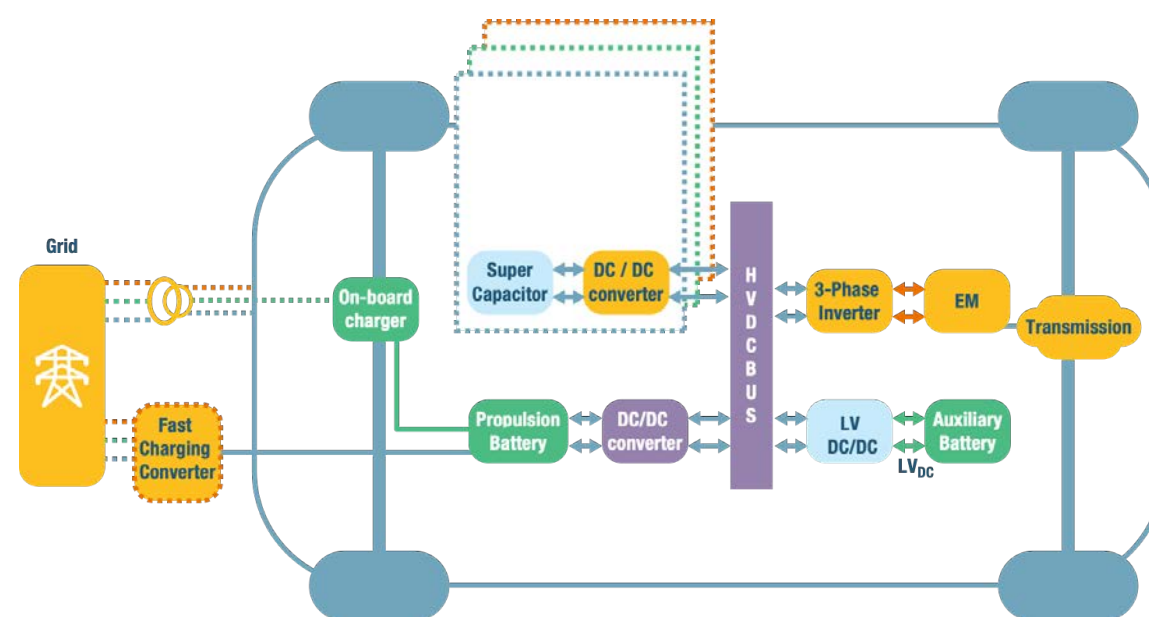 Grid
On-board
charger
Fast
Charging
Converter
Super
Capacitor
DC / DC
converter
Propulsion
Battery
DC/DC
converter
H
V
D
C
B
U
S
3-Phase
Inverter
EM
Transmission
LV
DC/DC
Auxiliary
Battery
LVDC